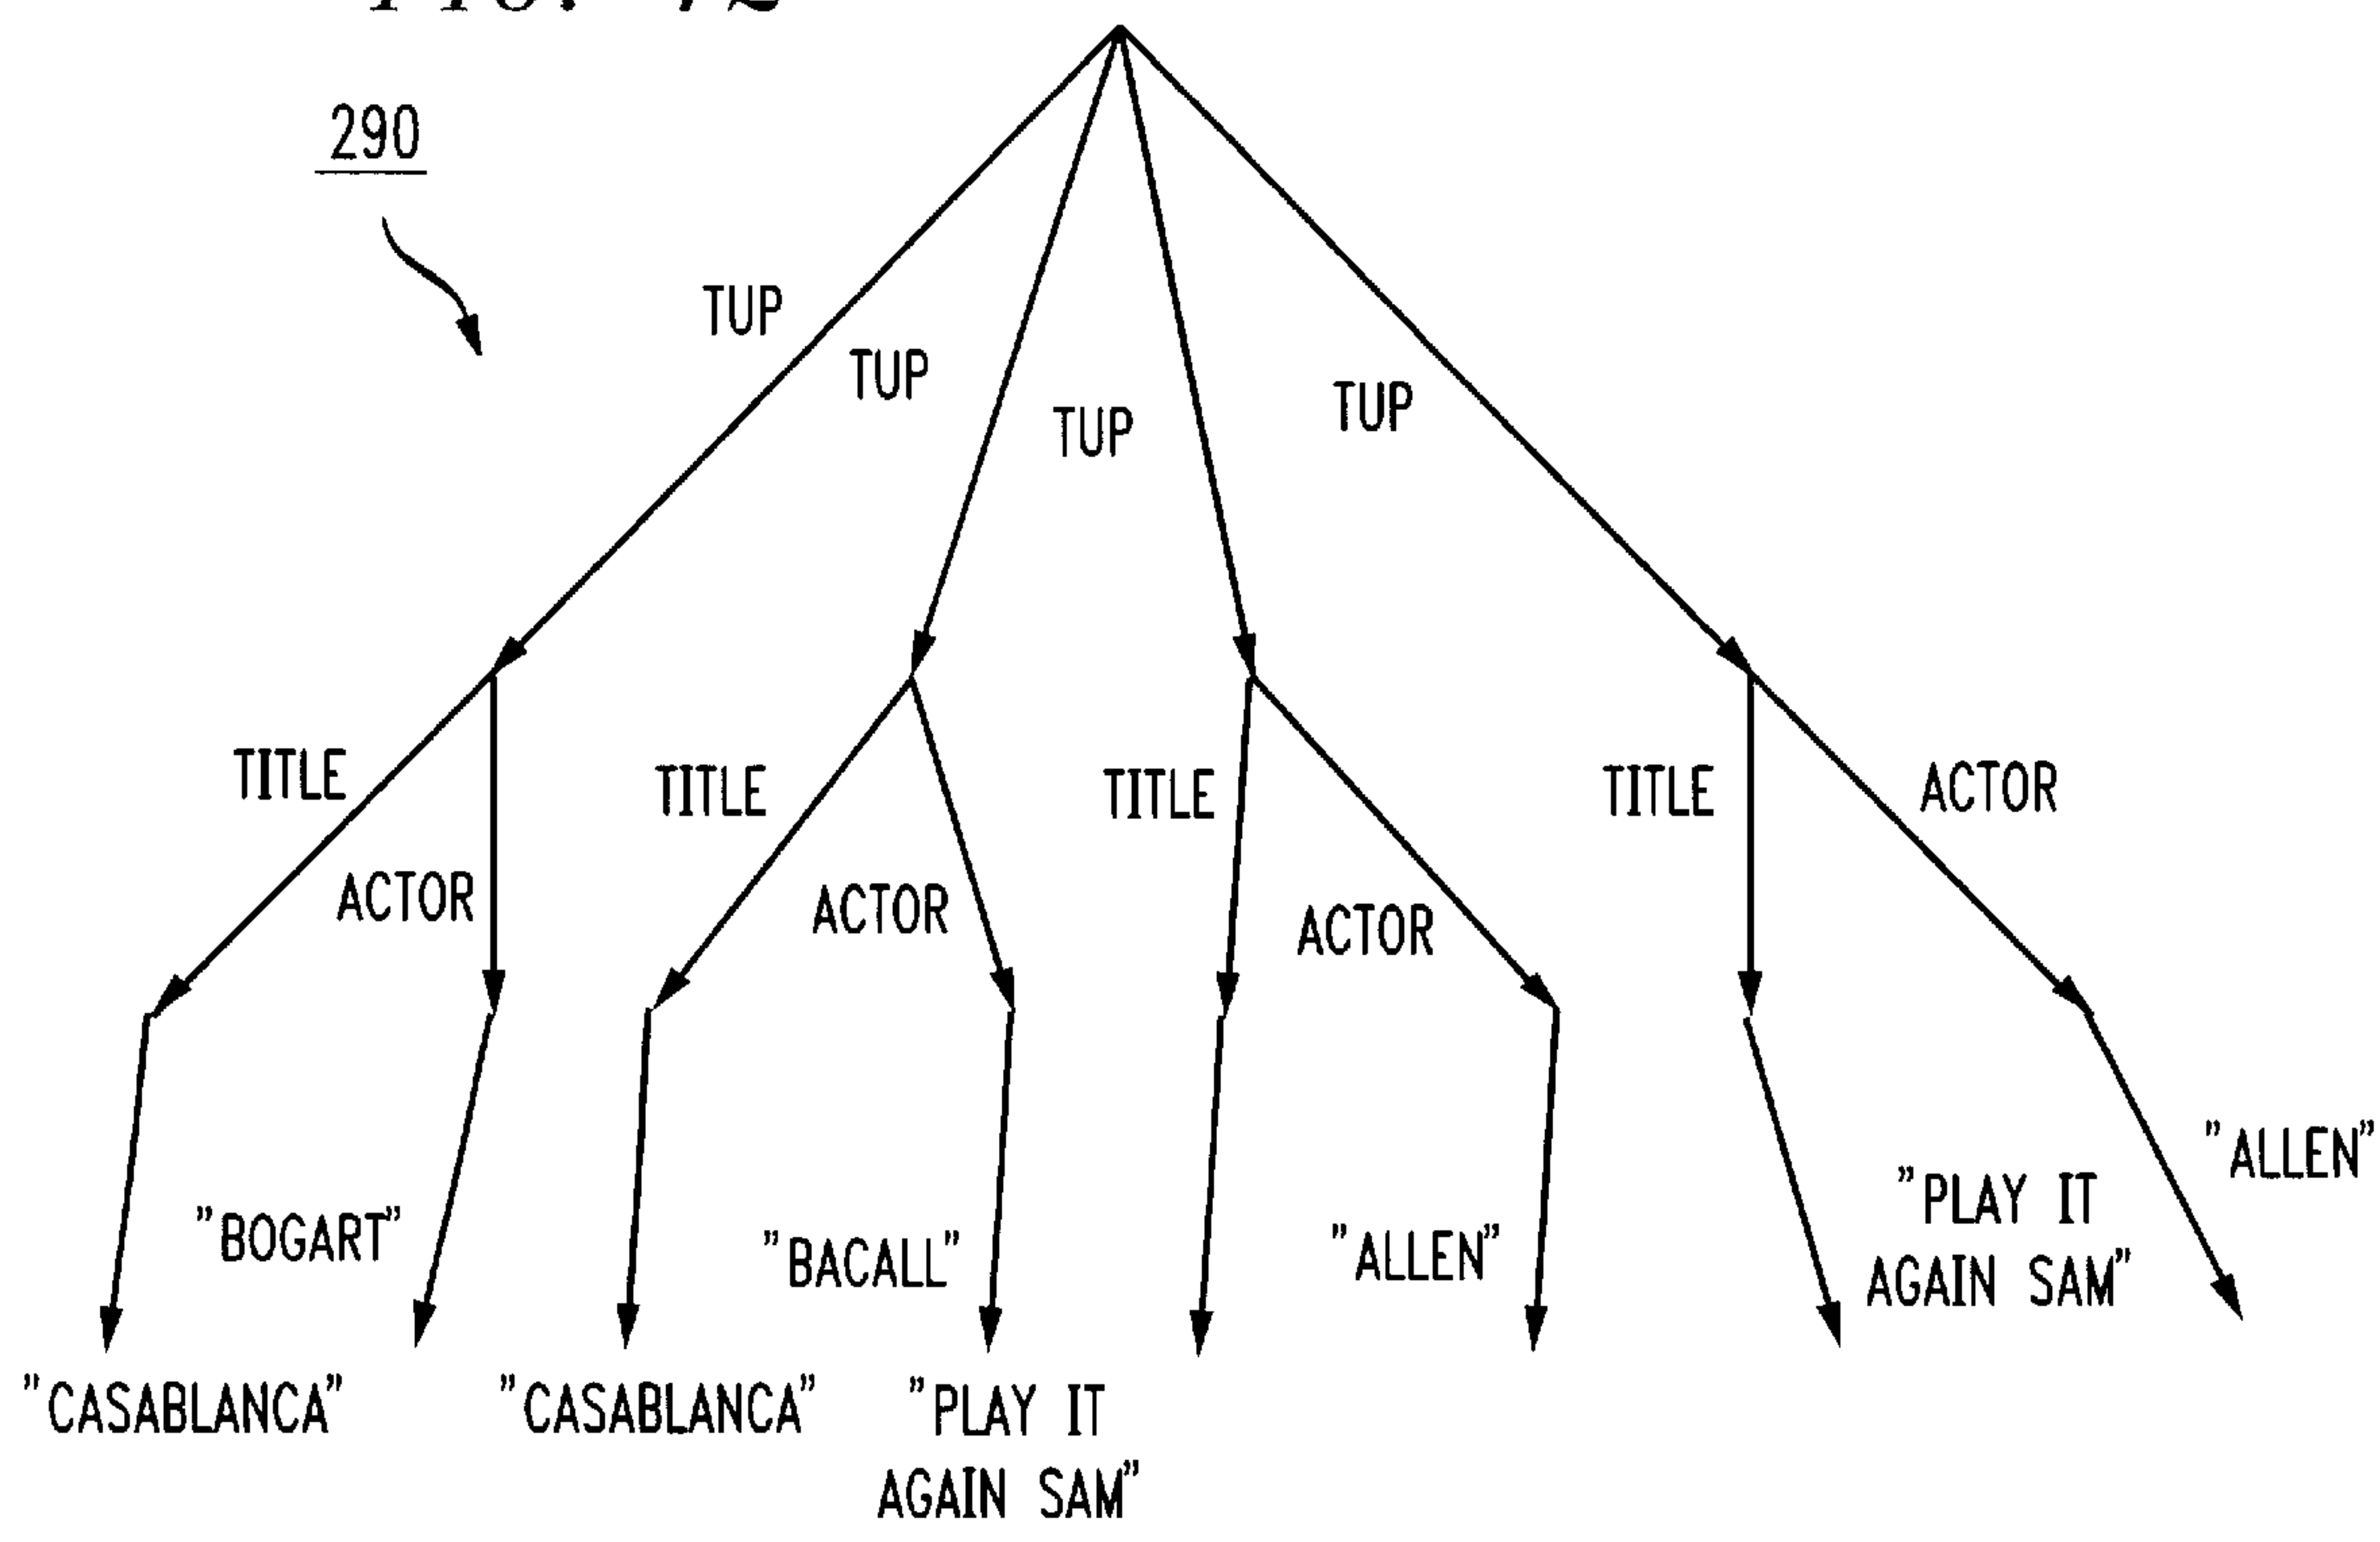 290
TUP
TUP
TUP
TUP
TITLE
TITLE
TITLE
TITLE
ACTOR
ACTOR
ACTOR
ACTOR
"ALLEN"
"PLAY IT
AGAIN SAM"
"BOGART"
"BACALL"
"ALLEN"
"CASABLANCA"
"CASABLANCA"
"PLAY IT
AGAIN SAM"